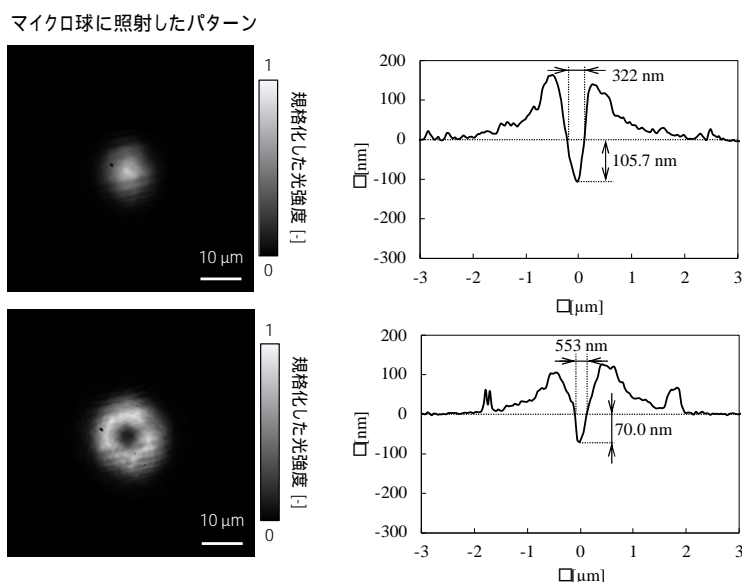 マイクロ球に照射したパターン
1
規格化した光強度 [-]
0
10 μm
200
100
0
-100
-200
-300
□[nm]
322 nm
105.7 nm
-3 -2 -1 0 1 2 3
□[μm]
1
規格化した光強度 [-]
0
10 μm
200
100
0
-100
-200
-300
□[nm]
553 nm
70.0 nm
-3 -2 -1 0 1 2 3
□[μm]